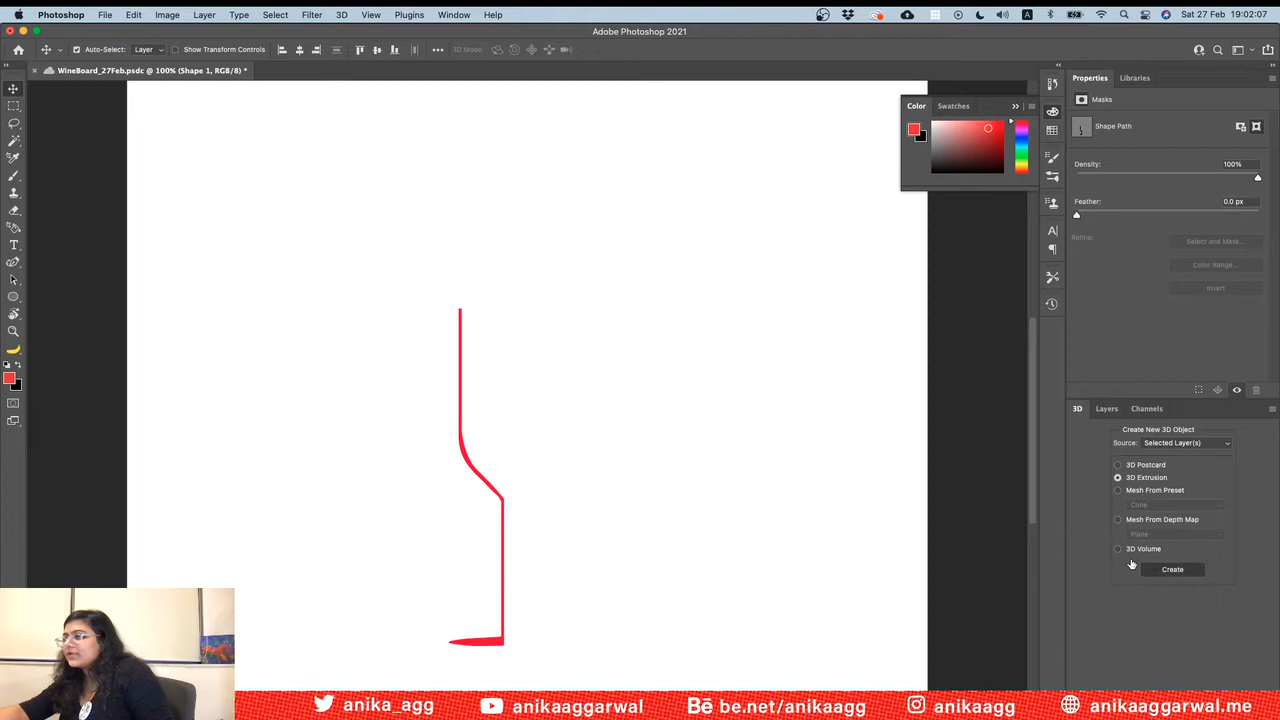 Photoshop File Edit Image Layer Type Select Filter 3D View Plugins Window Help A Sat 27 Feb 19:02:07
Adobe Photoshop 2021
Auto-Select: Layer Show Transform Controls 3D Mode:
WineBoard_27Feb.psdc @ 100% (Shape 1, RGB/8) *
Properties Libraries
Masks
Color Swatches
Shape Path
Density: 100%
Feather: 0.0 px
Refine: Select and Mask...
Color Range...
Invert
3D Layers Channels
Create New 3D Object
Source: Selected Layer(s)
3D Postcard
3D Extrusion
Mesh From Preset
Cone
Mesh From Depth Map
Plane
3D Volume
Create
anika_agg anikaaggarwal be.net/anikaagg anikaagg anikaaggarwal.me